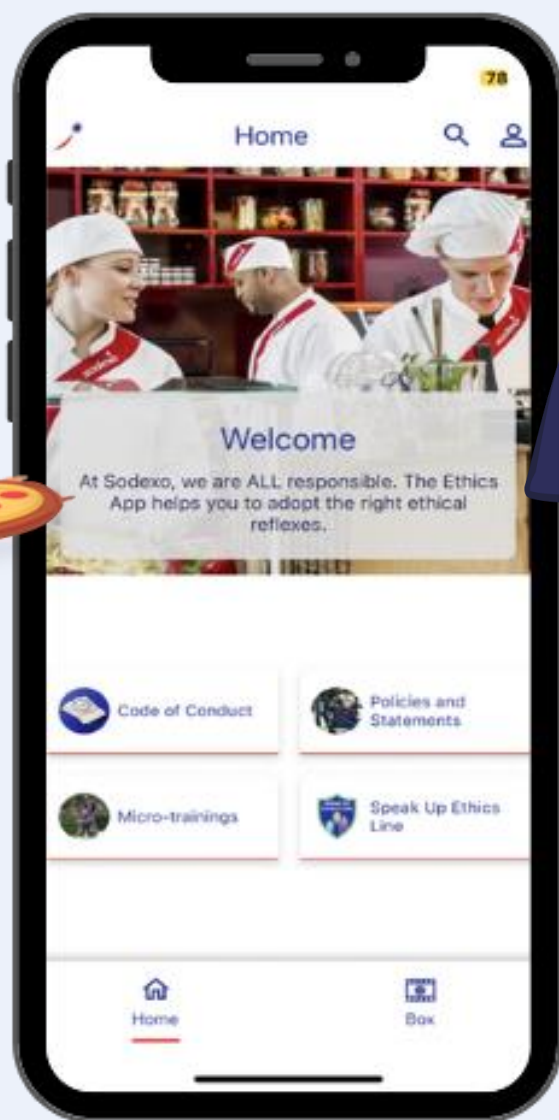 78
Home
Welcome
At Sodexo, we are ALL responsible. The Ethics
App helps you to adopt the right ethical
reflexes.
Code of Conduct
Policies and
Statements
Micro-trainings
Speak Up Ethics
Line
Home
Box